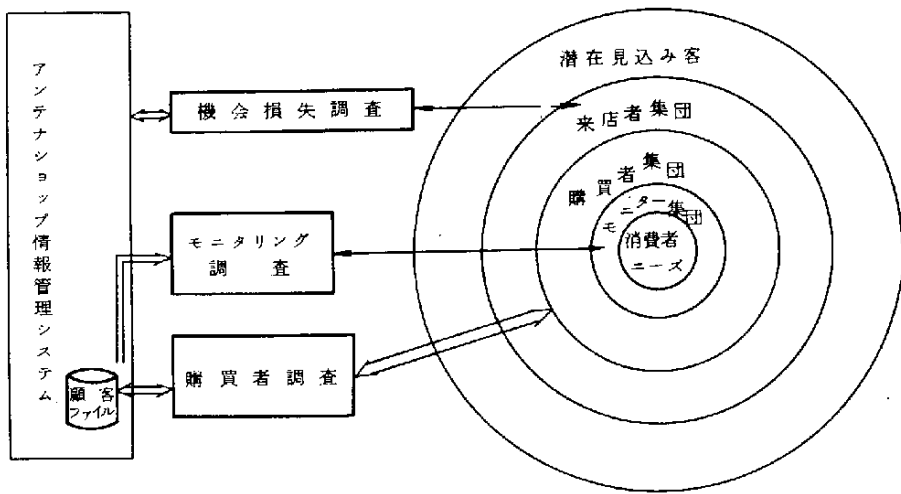 アンテナショップ情報管理システム
顧客
ファイル
機会損失調査
モニタリング
調査
購買者調査
潜在見込み客
来店者集団
購買者集団
モニター集団
消費者
ニーズ